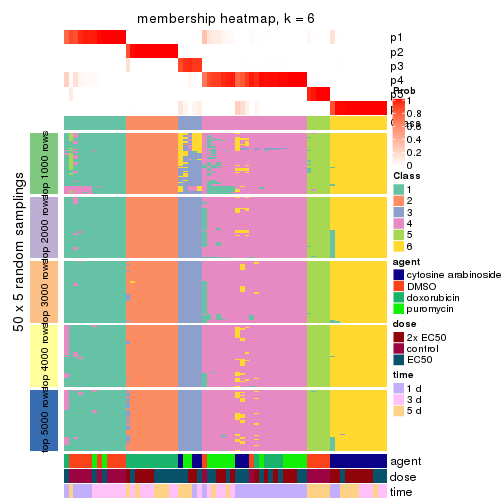 membership heatmap, k = 6
p1
p2
p3
p4
Prob
1
0.8
0.6
0.4
0.2
0
Class
1
2
3
4
5
6
agent
cytosine arabinoside
DMSO
doxorubicin
puromycin
dose
2x EC50
control
EC50
time
1 d
3 d
5 d
50 x 5 random samplings
top 1000 rows
top 2000 rows
top 3000 rows
top 4000 rows
top 5000 rows
agent
dose
time